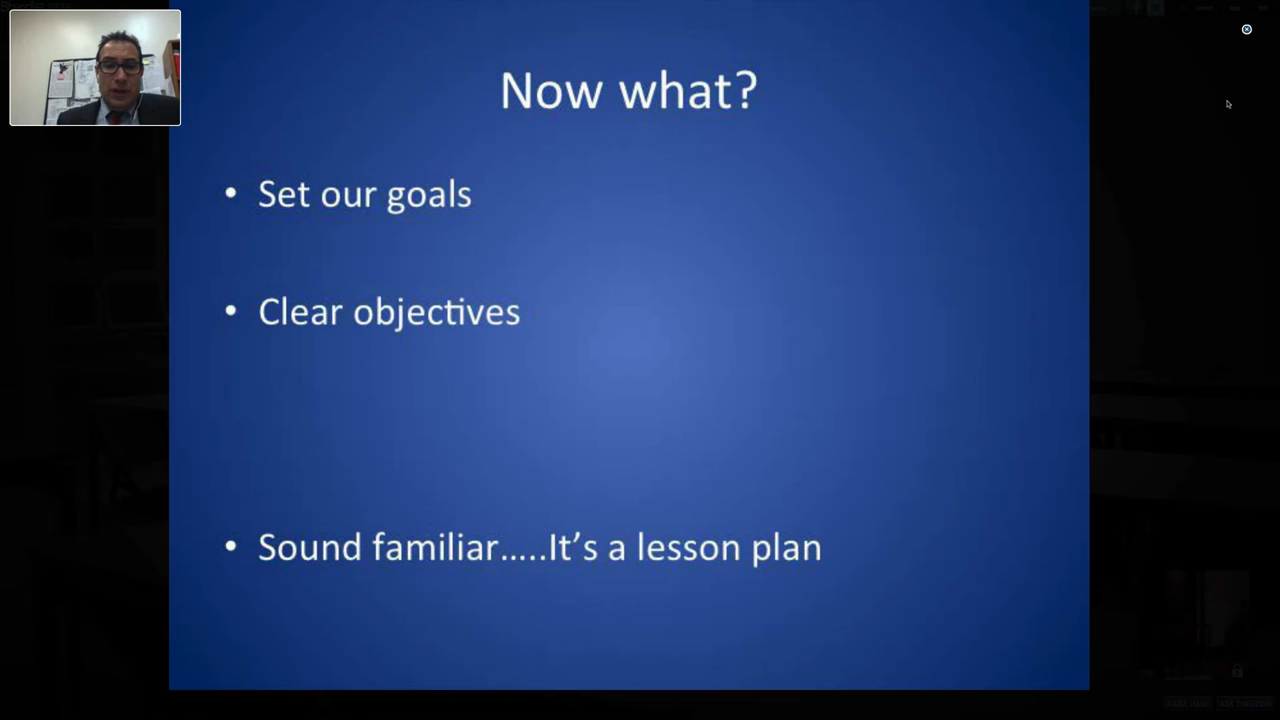 Now what?
• Set our goals
• Clear objectives
• Sound familiar…..It’s a lesson plan